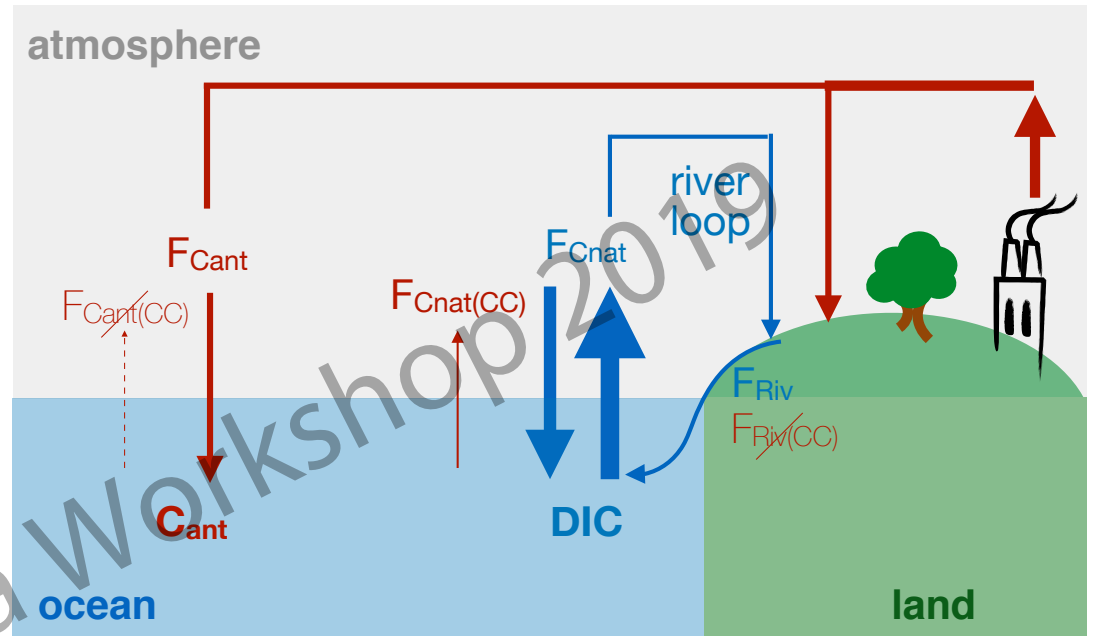 atmosphere
river
loop
FCant
FCnat
FCant(CC)
FCnat(CC)
FRiv
FRiv(CC)
Cant
DIC
ocean
land
Workshop 2019